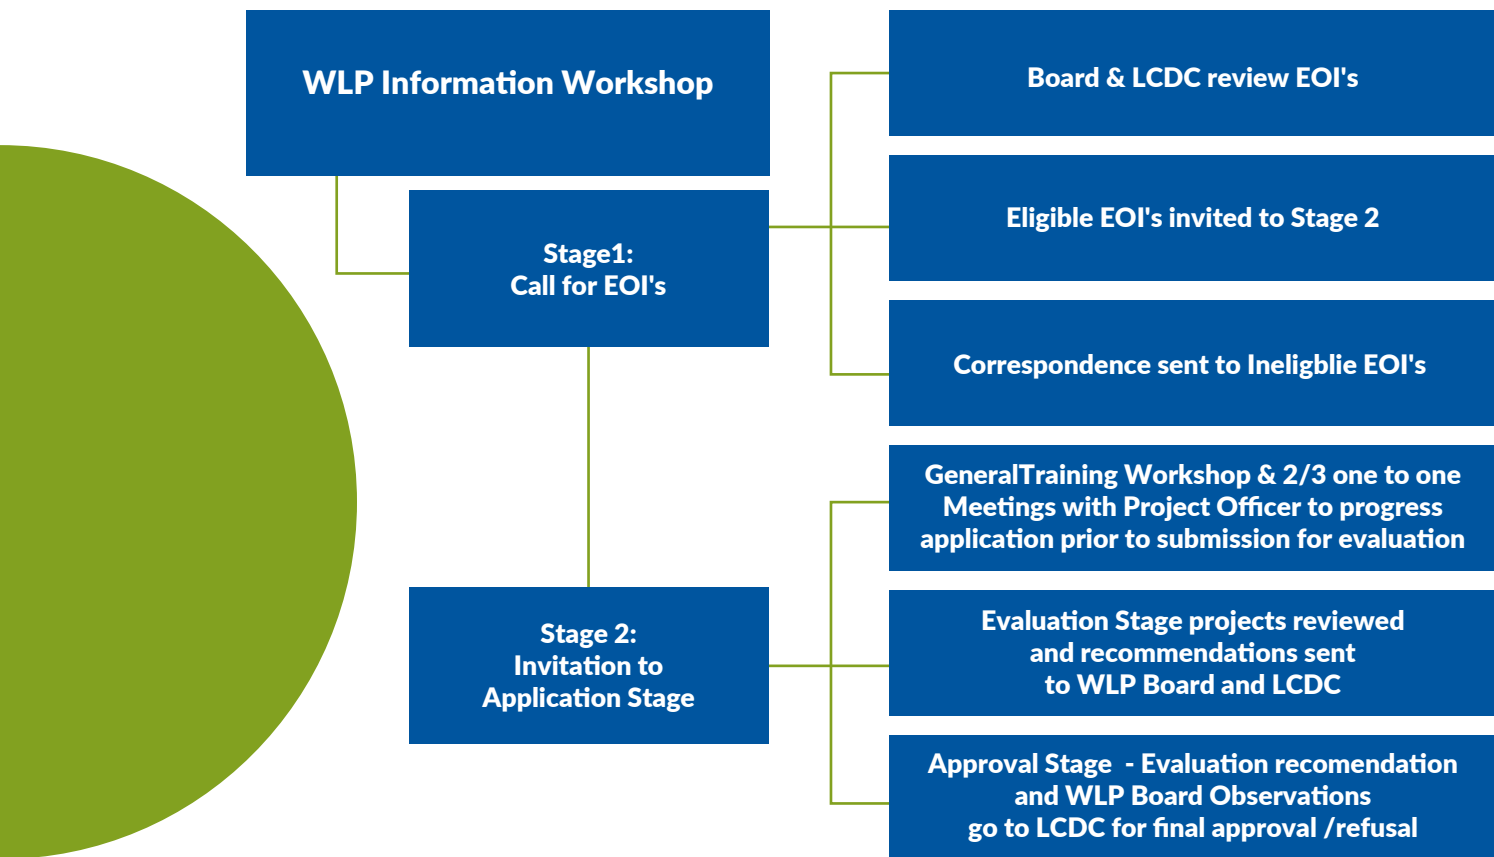 WLP Information Workshop
Stage1:
Call for EOI's
Board & LCDC review EOI's
Eligible EOI's invited to Stage 2
Correspondence sent to Ineligblie EOI's
Stage 2:
Invitation to
Application Stage
GeneralTraining Workshop & 2/3 one to one
Meetings with Project Officer to progress
application prior to submission for evaluation
Evaluation Stage projects reviewed
and recommendations sent
to WLP Board and LCDC
Approval Stage  - Evaluation recomendation
and WLP Board Observations
go to LCDC for final approval /refusal